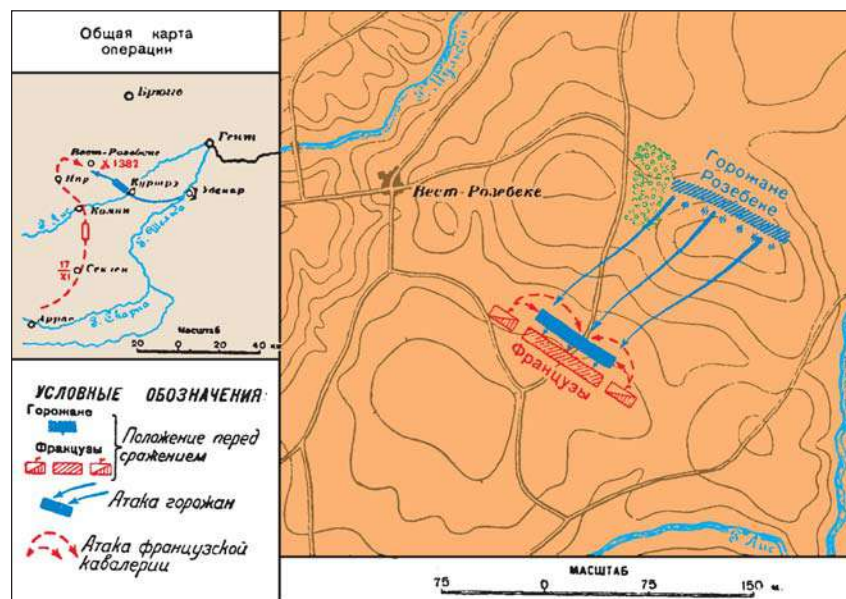 Общая карта
операции
Брюгге
Гент
Вест-Розебеке
X 1382
Ипр
Куртрэ
Уденар
Комин
р. Лис
р. Шельда
17
XI
Секлен
Аррас
р. Скарпа
Масштаб
20 0 20 40 км
УСЛОВНЫЕ ОБОЗНАЧЕНИЯ:
Горожане
Французы
Положение перед
сражением
Атака горожан
Атака французской
кавалерии
Вест-Розебеке
Горожане
Розебеке
Французы
р. Лис
МАСШТАБ
75 0 75 150 м.